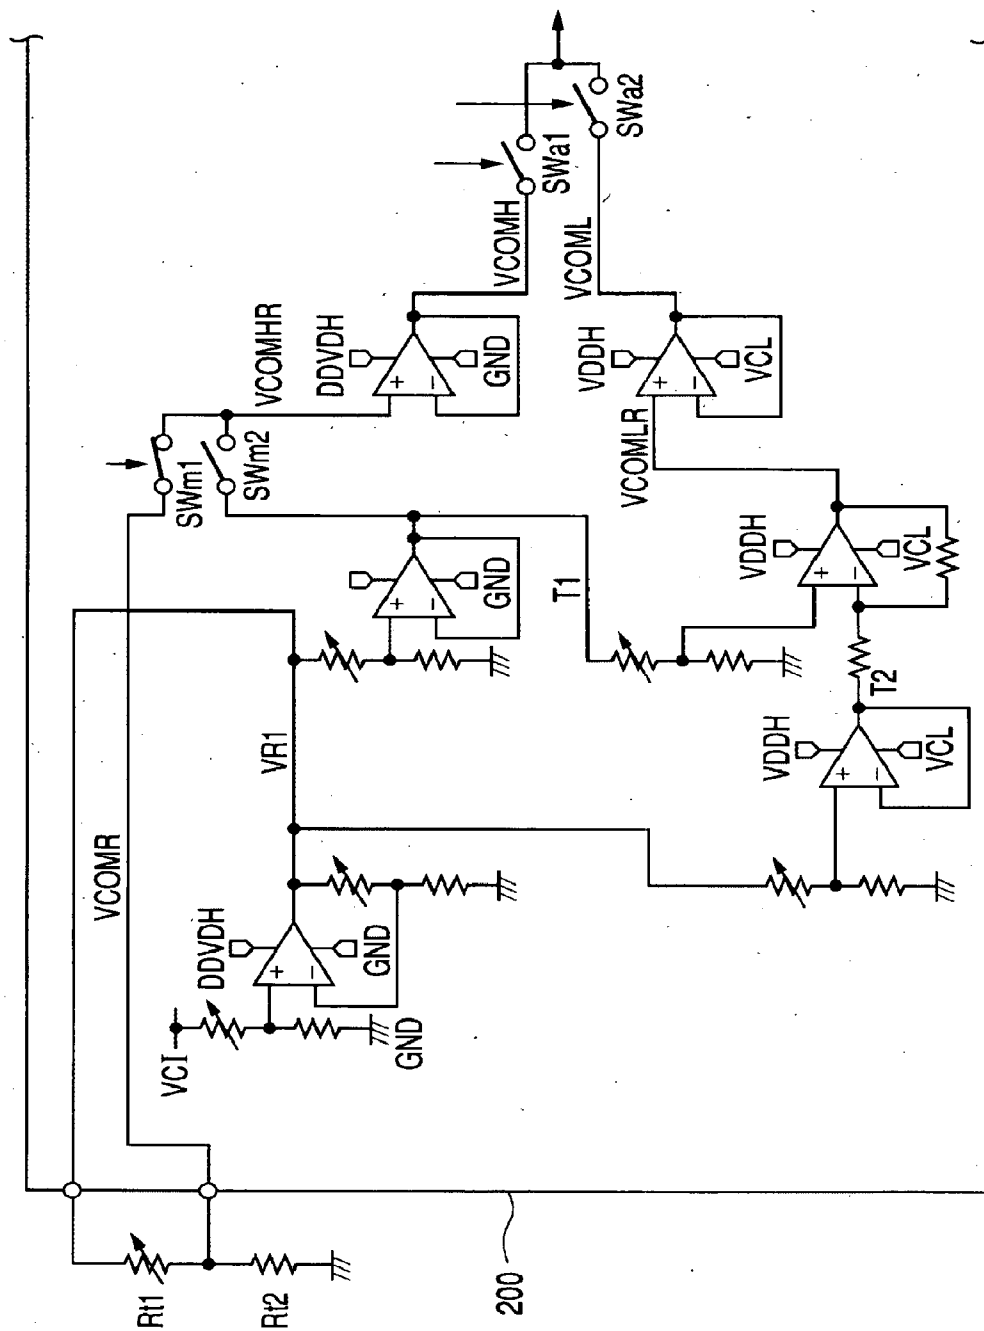 Rt1
Rt2
200
VCOMR
VCI
DDVDH
+
−
GND
GND
VR1
+
−
GND
SWm1
SWm2
VCOMHR
DDVDH
+
−
GND
VCOMH
SWa1
SWa2
VCOML
VDDH
+
−
VCL
VCOMLR
T1
VDDH
+
−
VCL
T2
VDDH
+
−
VCL